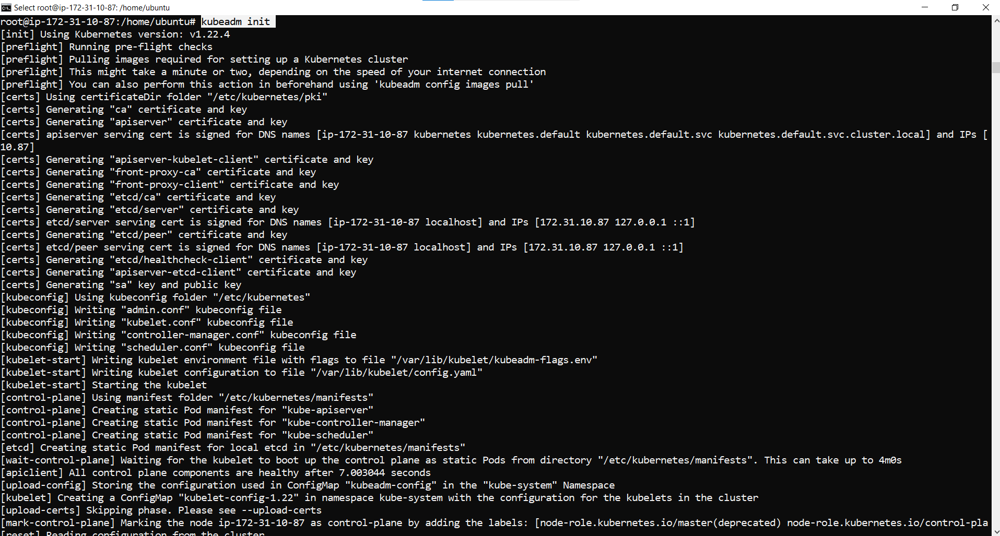 Select root@ip-172-31-10-87: /home/ubuntu
root@ip-172-31-10-87:/home/ubuntu# kubeadm init
[init] Using Kubernetes version: v1.22.4
[preflight] Running pre-flight checks
[preflight] Pulling images required for setting up a Kubernetes cluster
[preflight] This might take a minute or two, depending on the speed of your internet connection
[preflight] You can also perform this action in beforehand using 'kubeadm config images pull'
[certs] Using certificateDir folder "/etc/kubernetes/pki"
[certs] Generating "ca" certificate and key
[certs] Generating "apiserver" certificate and key
[certs] apiserver serving cert is signed for DNS names [ip-172-31-10-87 kubernetes kubernetes.default kubernetes.default.svc kubernetes.default.svc.cluster.local] and IPs [
10.87]
[certs] Generating "apiserver-kubelet-client" certificate and key
[certs] Generating "front-proxy-ca" certificate and key
[certs] Generating "front-proxy-client" certificate and key
[certs] Generating "etcd/ca" certificate and key
[certs] Generating "etcd/server" certificate and key
[certs] etcd/server serving cert is signed for DNS names [ip-172-31-10-87 localhost] and IPs [172.31.10.87 127.0.0.1 ::1]
[certs] Generating "etcd/peer" certificate and key
[certs] etcd/peer serving cert is signed for DNS names [ip-172-31-10-87 localhost] and IPs [172.31.10.87 127.0.0.1 ::1]
[certs] Generating "etcd/healthcheck-client" certificate and key
[certs] Generating "apiserver-etcd-client" certificate and key
[certs] Generating "sa" key and public key
[kubeconfig] Using kubeconfig folder "/etc/kubernetes"
[kubeconfig] Writing "admin.conf" kubeconfig file
[kubeconfig] Writing "kubelet.conf" kubeconfig file
[kubeconfig] Writing "controller-manager.conf" kubeconfig file
[kubeconfig] Writing "scheduler.conf" kubeconfig file
[kubelet-start] Writing kubelet environment file with flags to file "/var/lib/kubelet/kubeadm-flags.env"
[kubelet-start] Writing kubelet configuration to file "/var/lib/kubelet/config.yaml"
[kubelet-start] Starting the kubelet
[control-plane] Using manifest folder "/etc/kubernetes/manifests"
[control-plane] Creating static Pod manifest for "kube-apiserver"
[control-plane] Creating static Pod manifest for "kube-controller-manager"
[control-plane] Creating static Pod manifest for "kube-scheduler"
[etcd] Creating static Pod manifest for local etcd in "/etc/kubernetes/manifests"
[wait-control-plane] Waiting for the kubelet to boot up the control plane as static Pods from directory "/etc/kubernetes/manifests". This can take up to 4m0s
[apiclient] All control plane components are healthy after 7.003044 seconds
[upload-config] Storing the configuration used in ConfigMap "kubeadm-config" in the "kube-system" Namespace
[kubelet] Creating a ConfigMap "kubelet-config-1.22" in namespace kube-system with the configuration for the kubelets in the cluster
[upload-certs] Skipping phase. Please see --upload-certs
[mark-control-plane] Marking the node ip-172-31-10-87 as control-plane by adding the labels: [node-role.kubernetes.io/master(deprecated) node-role.kubernetes.io/control-pla
[reset] Reading configuration from the cluster